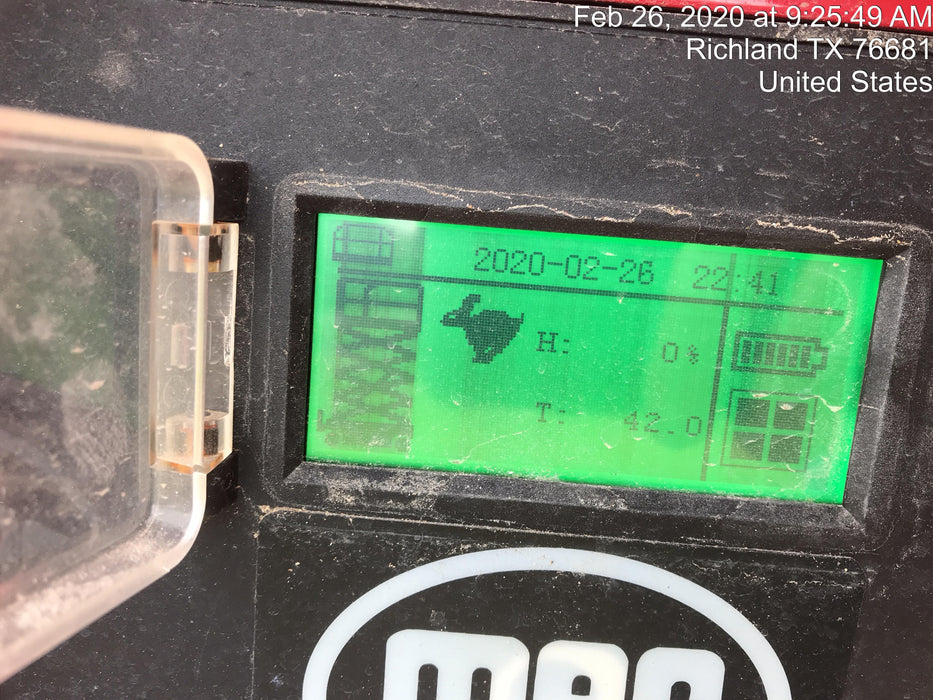 Feb 26, 2020 at 9:25:49 AM
Richland TX 76681
United States
2020-02-26 22:41
H: 0%
T: 42.0